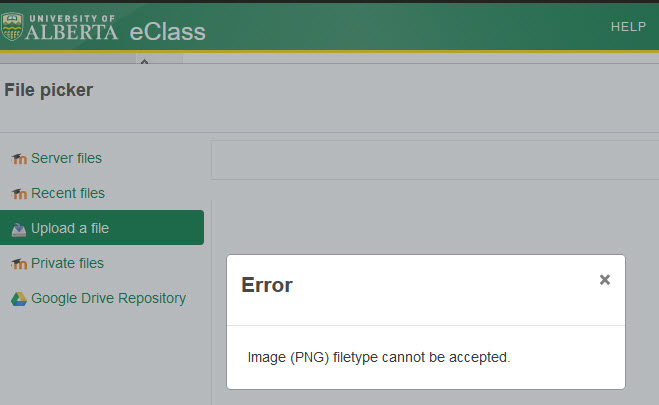 UNIVERSITY OF
ALBERTA eClass
HELP
File picker
Server files
Recent files
Upload a file
Private files
Google Drive Repository
Error
×
Image (PNG) filetype cannot be accepted.